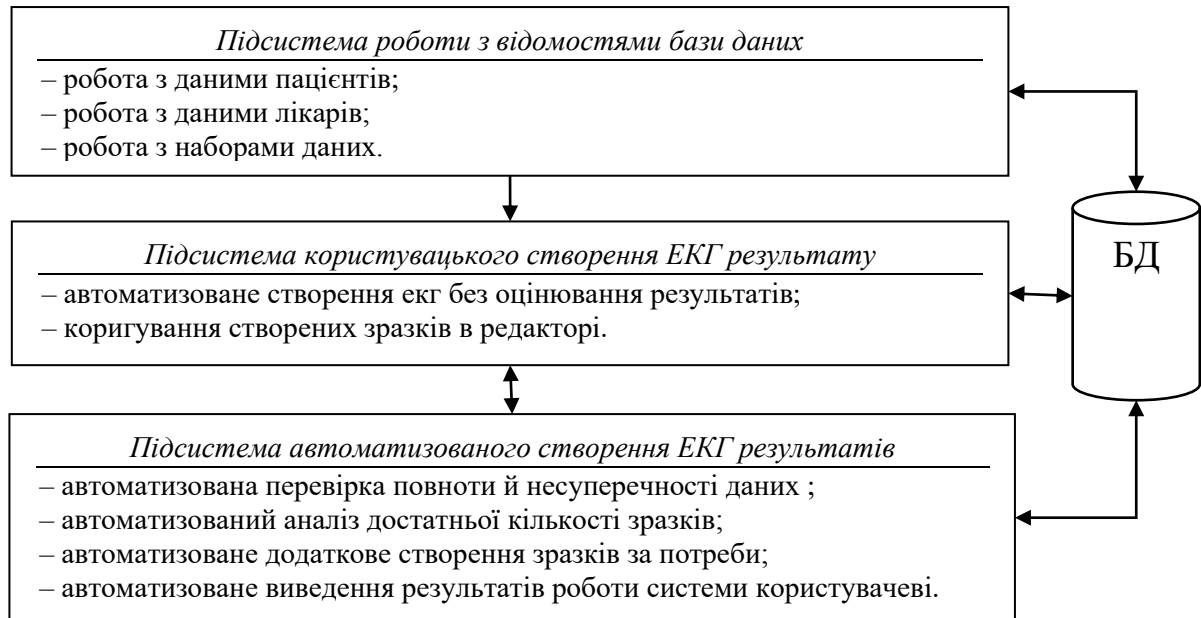 Підсистема роботи з відомостями бази даних
– робота з даними пацієнтів;
– робота з даними лікарів;
– робота з наборами даних.
Підсистема користувацького створення ЕКГ результату
– автоматизоване створення екг без оцінювання результатів;
– коригування створених зразків в редакторі.
БД
Підсистема автоматизованого створення ЕКГ результатів
– автоматизована перевірка повноти й несуперечності даних ;
– автоматизований аналіз достатньої кількості зразків;
– автоматизоване додаткове створення зразків за потреби;
– автоматизоване виведення результатів роботи системи користувачеві.